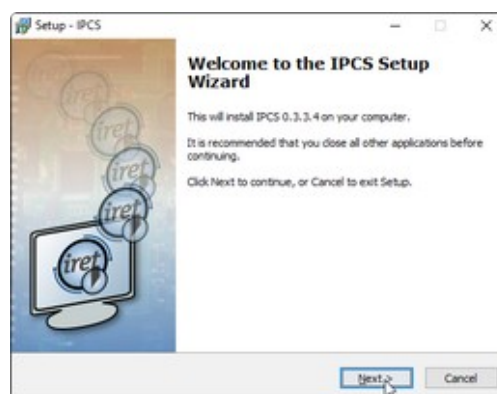 Setup - IPCS
Welcome to the IPCS Setup
Wizard
This will install IPCS 0.3.3.4 on your computer.
It is recommended that you close all other applications before
continuing.
Click Next to continue, or Cancel to exit Setup.
iret
iret
iret
iret
iret
Next >
Cancel